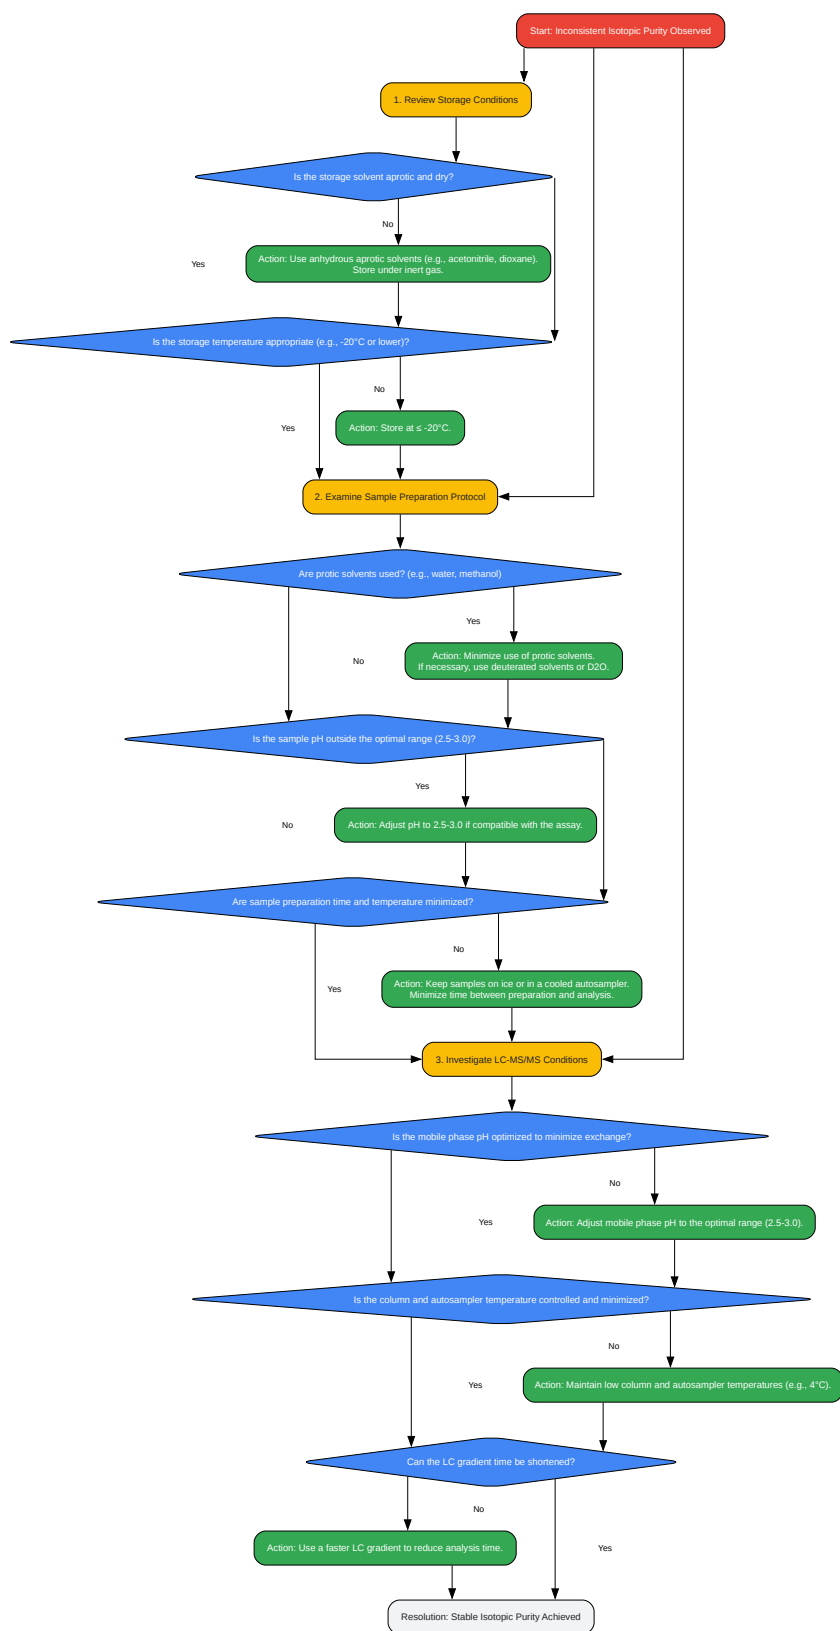 Start: Inconsistent Isotopic Purity Observed
1. Review Storage Conditions
Is the storage solvent aprotic and dry?
No
Action: Use anhydrous aprotic solvents (e.g., acetonitrile, dioxane).
Store under inert gas.
Yes
Is the storage temperature appropriate (e.g., -20°C or lower)?
No
Action: Store at ≤ -20°C.
Yes
2. Examine Sample Preparation Protocol
Are protic solvents used? (e.g., water, methanol)
Yes
Action: Minimize use of protic solvents.
If necessary, use deuterated solvents or D2O.
No
Is the sample pH outside the optimal range (2.5-3.0)?
Yes
Action: Adjust pH to 2.5-3.0 if compatible with the assay.
No
Are sample preparation time and temperature minimized?
No
Action: Keep samples on ice or in a cooled autosampler.
Minimize time between preparation and analysis.
Yes
3. Investigate LC-MS/MS Conditions
Is the mobile phase pH optimized to minimize exchange?
No
Action: Adjust mobile phase pH to the optimal range (2.5-3.0).
Yes
Is the column and autosampler temperature controlled and minimized?
No
Action: Maintain low column and autosampler temperatures (e.g., 4°C).
Yes
Can the LC gradient time be shortened?
No
Action: Use a faster LC gradient to reduce analysis time.
Yes
Resolution: Stable Isotopic Purity Achieved